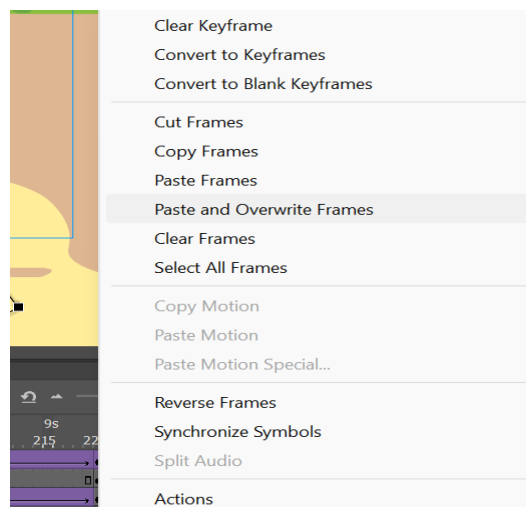 Clear Keyframe
Convert to Keyframes
Convert to Blank Keyframes
Cut Frames
Copy Frames
Paste Frames
Paste and Overwrite Frames
Clear Frames
Select All Frames
Copy Motion
Paste Motion
Paste Motion Special...
Reverse Frames
Synchronize Symbols
Split Audio
Actions
9s
215 22